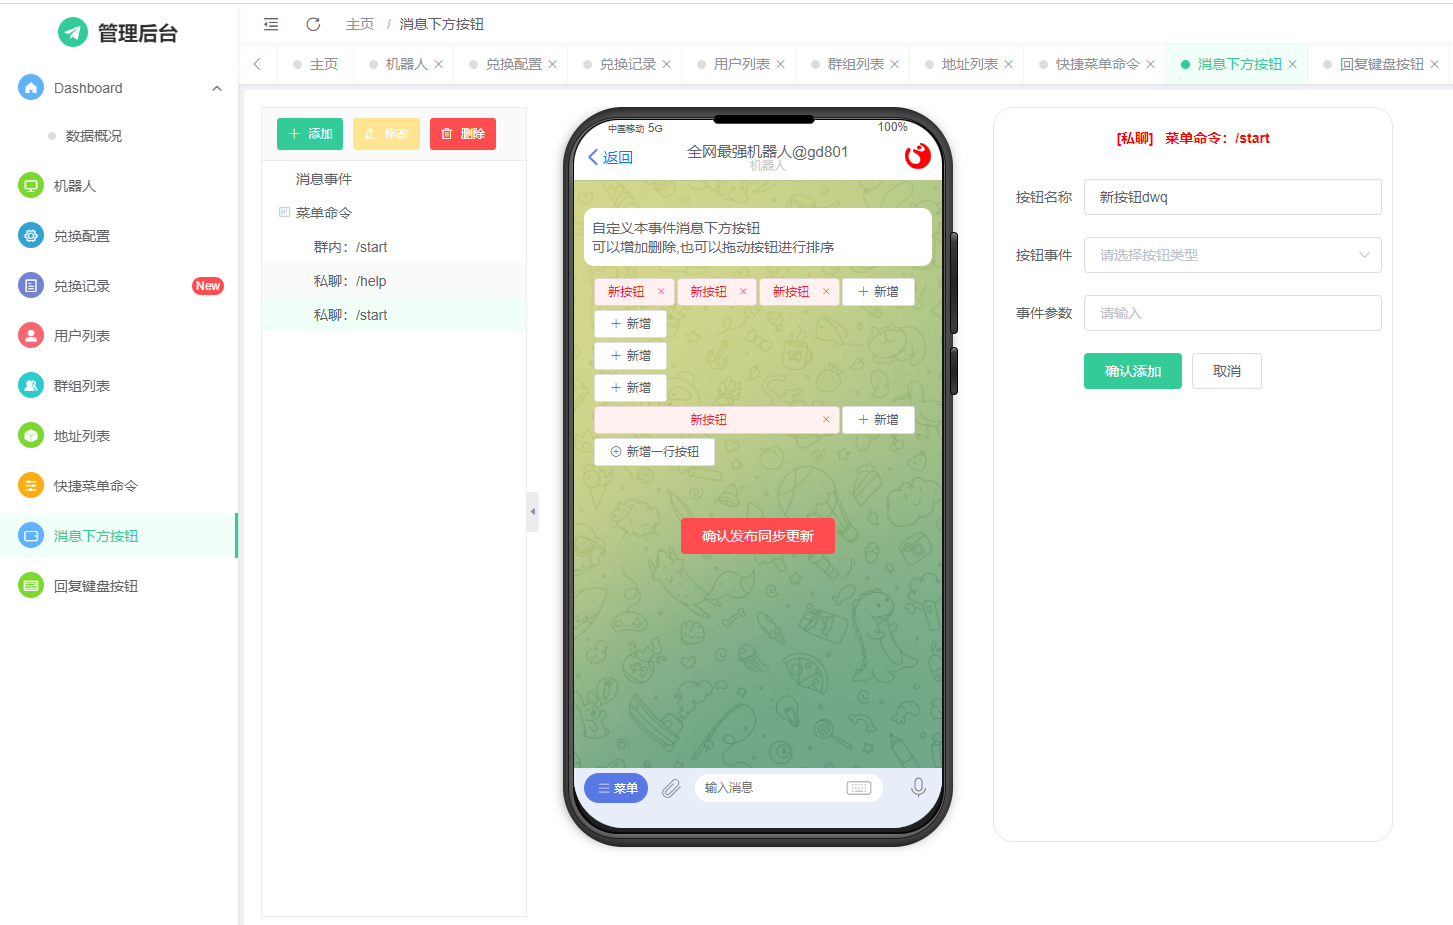 管理后台
Dashboard
数据概况
机器人
兑换配置
兑换记录
New
用户列表
群组列表
地址列表
快捷菜单命令
消息下方按钮
回复键盘按钮
主页 / 消息下方按钮
主页
机器人
兑换配置
兑换记录
用户列表
群组列表
地址列表
快捷菜单命令
消息下方按钮
回复键盘按钮
添加
修改
删除
消息事件
菜单命令
群内：/start
私聊：/help
私聊：/start
中国移动 5G
100%
返回
全网最强机器人@gd801
机器人
自定义本事件消息下方按钮
可以增加删除,也可以拖动按钮进行排序
新按钮 × 新按钮 × 新按钮 × + 新增
+ 新增
+ 新增
+ 新增
新按钮 × + 新增
新增一行按钮
确认发布同步更新
菜单
输入消息
[私聊] 菜单命令：/start
按钮名称 新按钮dwq
按钮事件 请选择按钮类型
事件参数 请输入
确认添加
取消